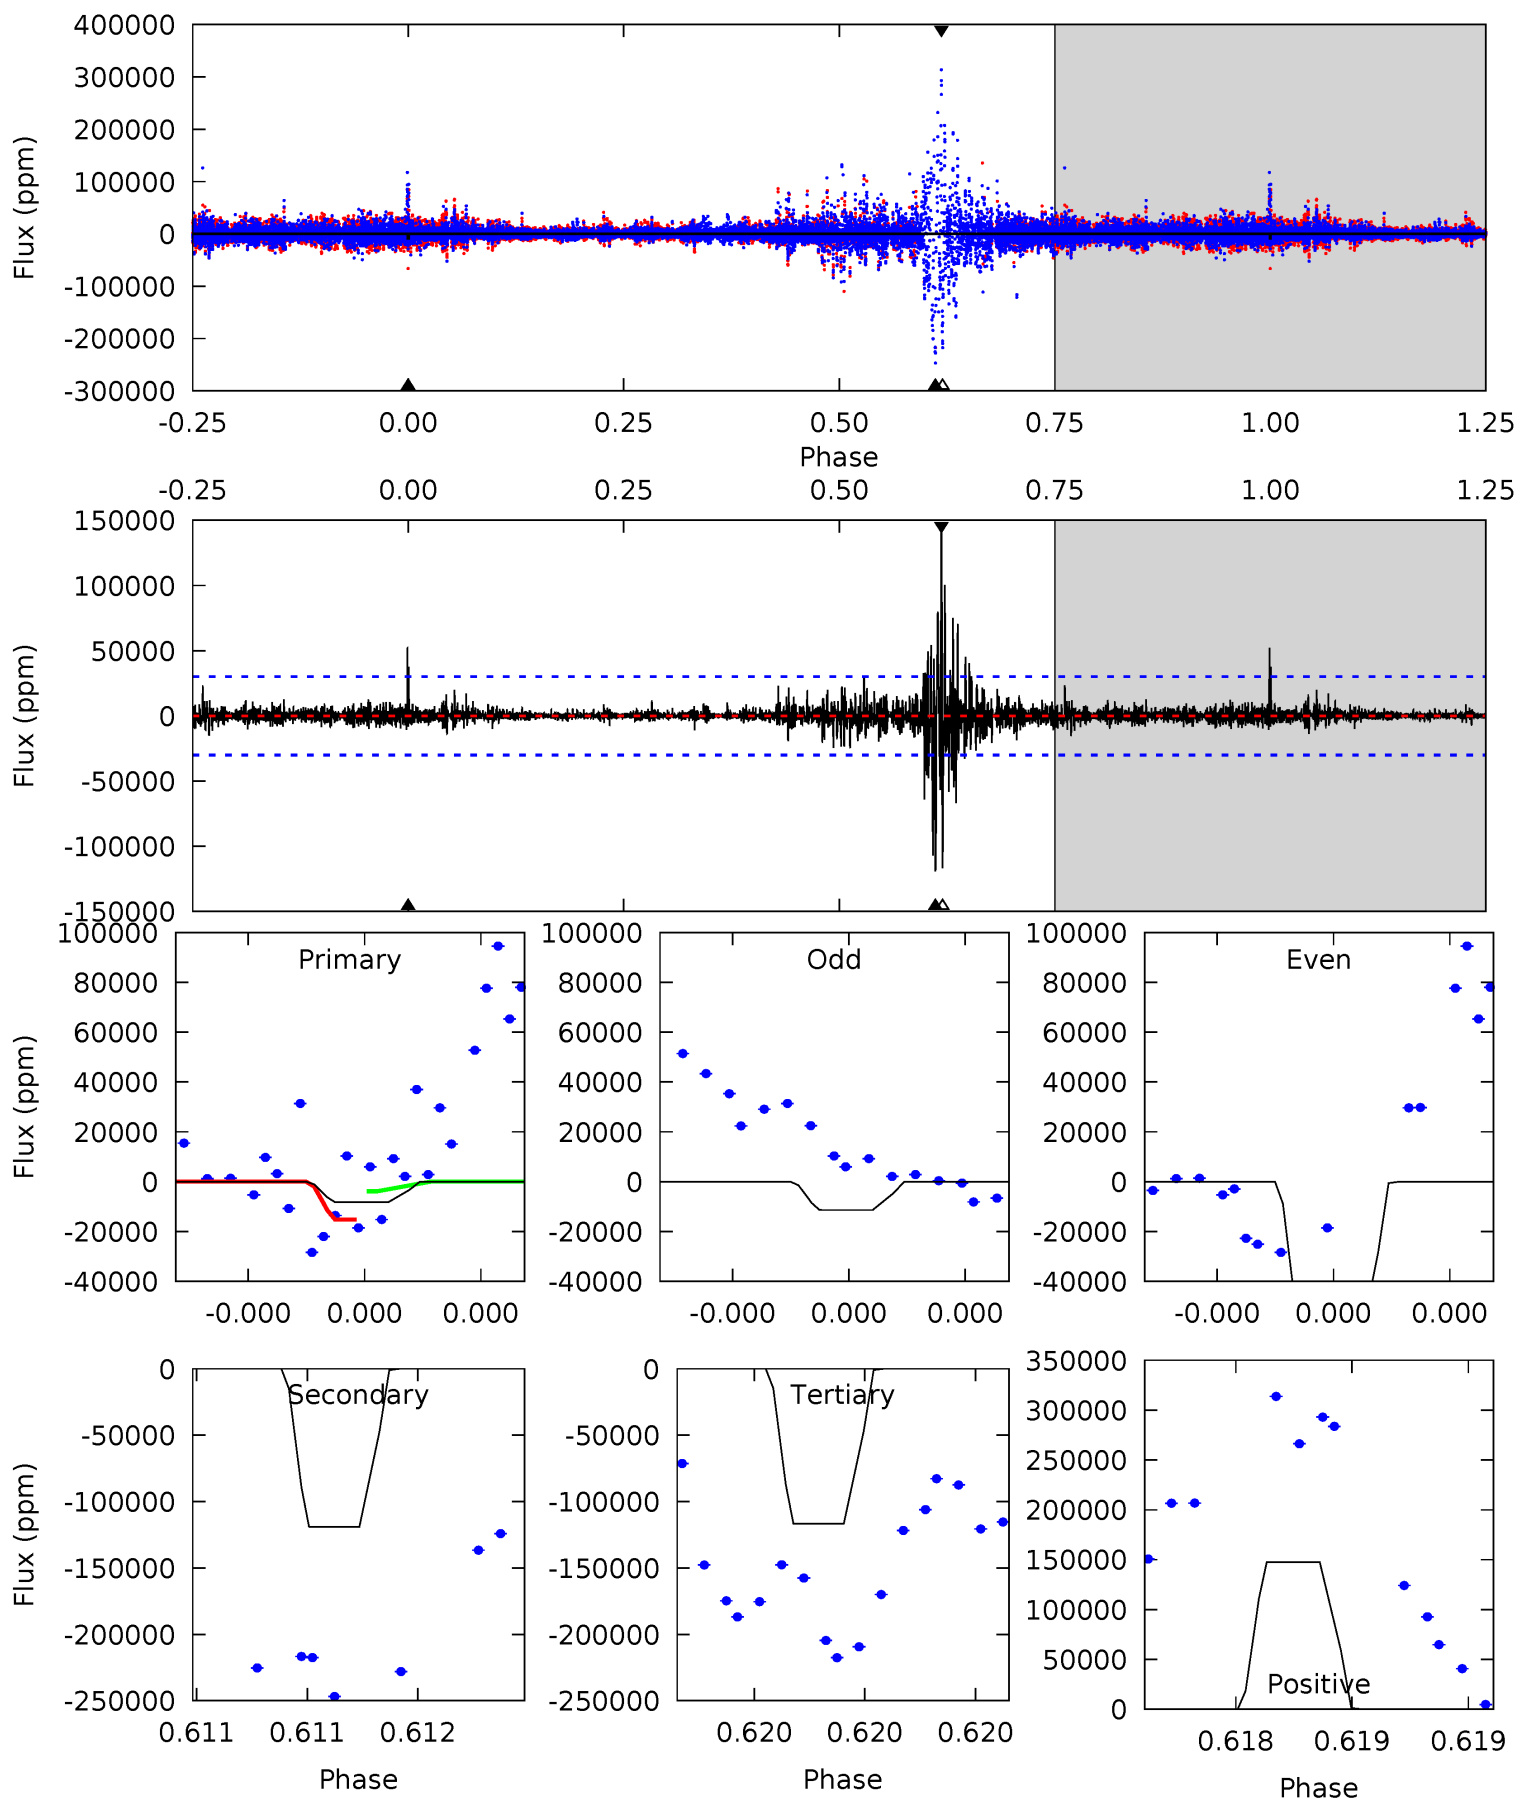 400000
300000
200000
100000
0
-100000
-200000
-300000
Flux (ppm)
-0.25 0.00 0.25 0.50 0.75 1.00 1.25
Phase
-0.25 0.00 0.25 0.50 0.75 1.00 1.25
150000
100000
50000
0
-50000
-100000
-150000
Flux (ppm)
Primary
100000
80000
60000
40000
20000
0
-20000
-40000
Flux (ppm)
-0.000 0.000 0.000
Odd
100000
80000
60000
40000
20000
0
-20000
-40000
-0.000 0.000 0.000
Even
100000
80000
60000
40000
20000
0
-20000
-40000
-0.000 0.000 0.000
Secondary
0
-50000
-100000
-150000
-200000
-250000
Flux (ppm)
0.611 0.611 0.612
Phase
Tertiary
0
-50000
-100000
-150000
-200000
-250000
0.620 0.620 0.620
Phase
350000
300000
250000
200000
150000
100000
50000
0
Positive
0.618 0.619 0.619
Phase